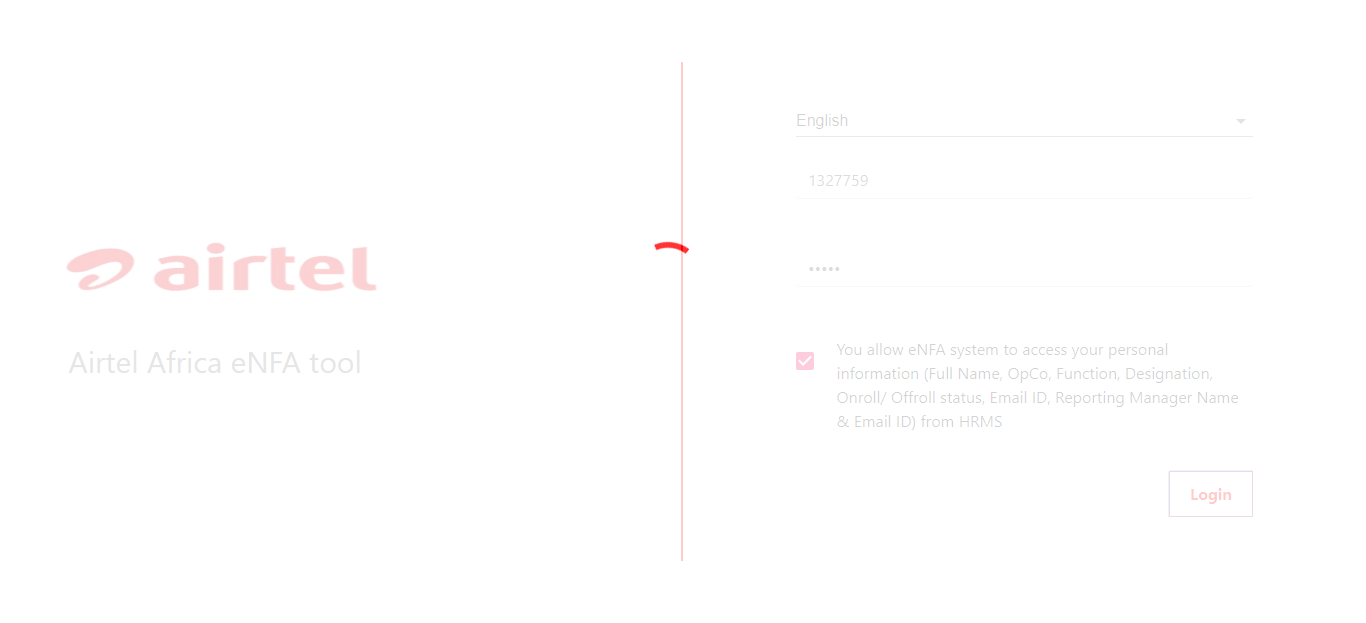 airtel
Airtel Africa eNFA tool
English
1327759
•••••
You allow eNFA system to access your personal
information (Full Name, OpCo, Function, Designation,
Onroll/ Offroll status, Email ID, Reporting Manager Name
& Email ID) from HRMS
Login